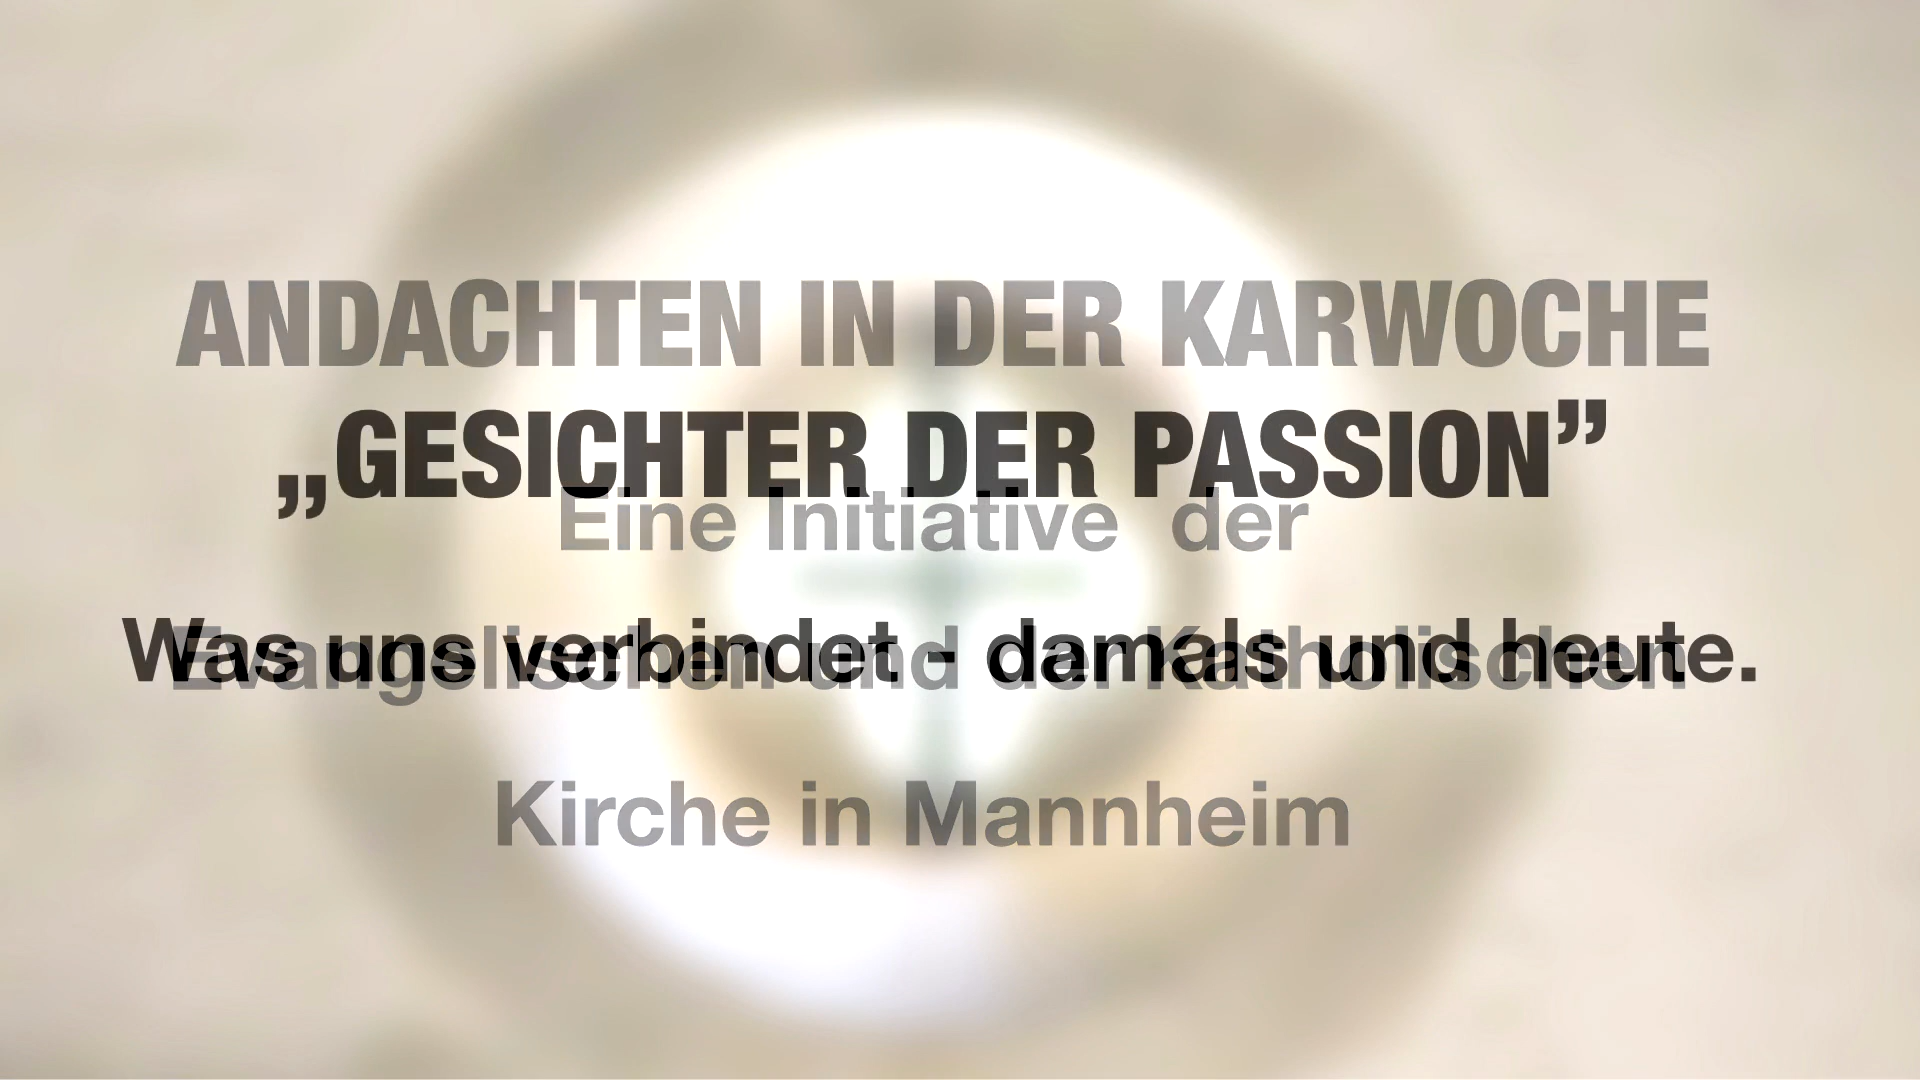 ANDACHTEN IN DER KARWOCHE
„GESICHTER DER PASSION”
Eine Initiative der
Was uns verbindet - damals und heute.
Evangelischen und der Katholischen
Kirche in Mannheim